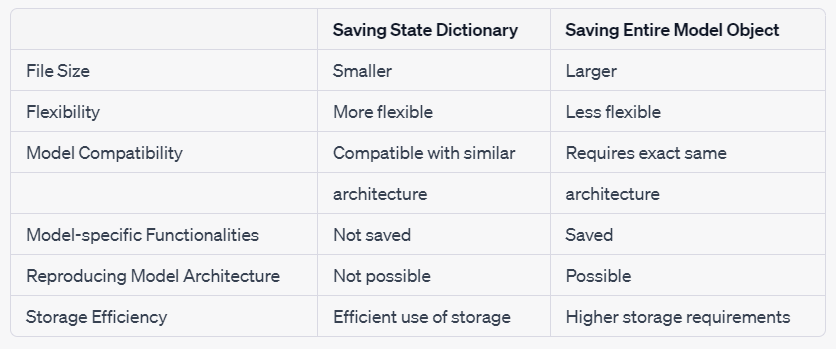 Saving State Dictionary Saving Entire Model Object
File Size Smaller Larger
Flexibility More flexible Less flexible
Model Compatibility Compatible with similar Requires exact same
architecture architecture
Model-specific Functionalities Not saved Saved
Reproducing Model Architecture Not possible Possible
Storage Efficiency Efficient use of storage Higher storage requirements